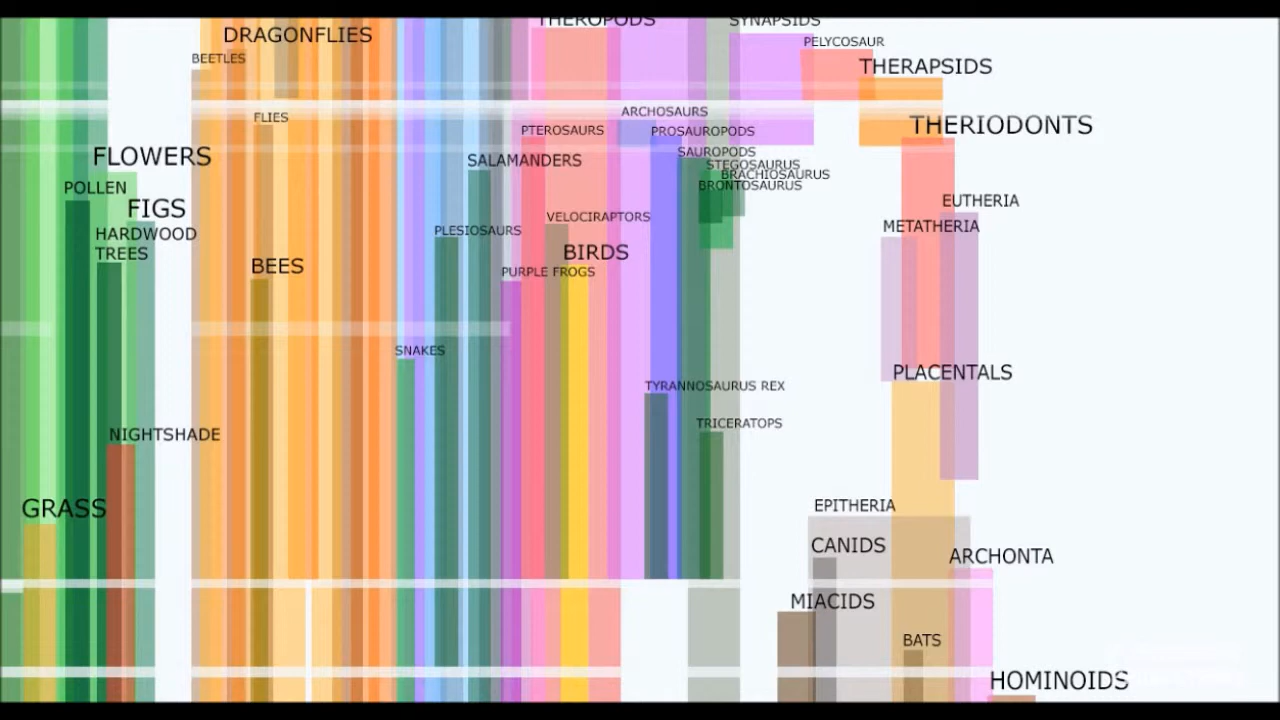 THEROPODS
SYNAPSIDS
DRAGONFLIES
PELYCOSAUR
BEETLES
THERAPSIDS
ARCHOSAURS
FLIES
THERIODONTS
PTEROSAURS
PROSAUROPODS
SAUROPODS
FLOWERS
SALAMANDERS
STEGOSAURUS
BRACHIOSAURUS
BRONTOSAURUS
POLLEN
EUTHERIA
FIGS
VELOCIRAPTORS
METATHERIA
HARDWOOD
TREES
PLESIOSAURS
BIRDS
BEES
PURPLE FROGS
SNAKES
PLACENTALS
TYRANNOSAURUS REX
TRICERATOPS
NIGHTSHADE
GRASS
EPITHERIA
CANIDS
ARCHONTA
MIACIDS
BATS
HOMINOIDS